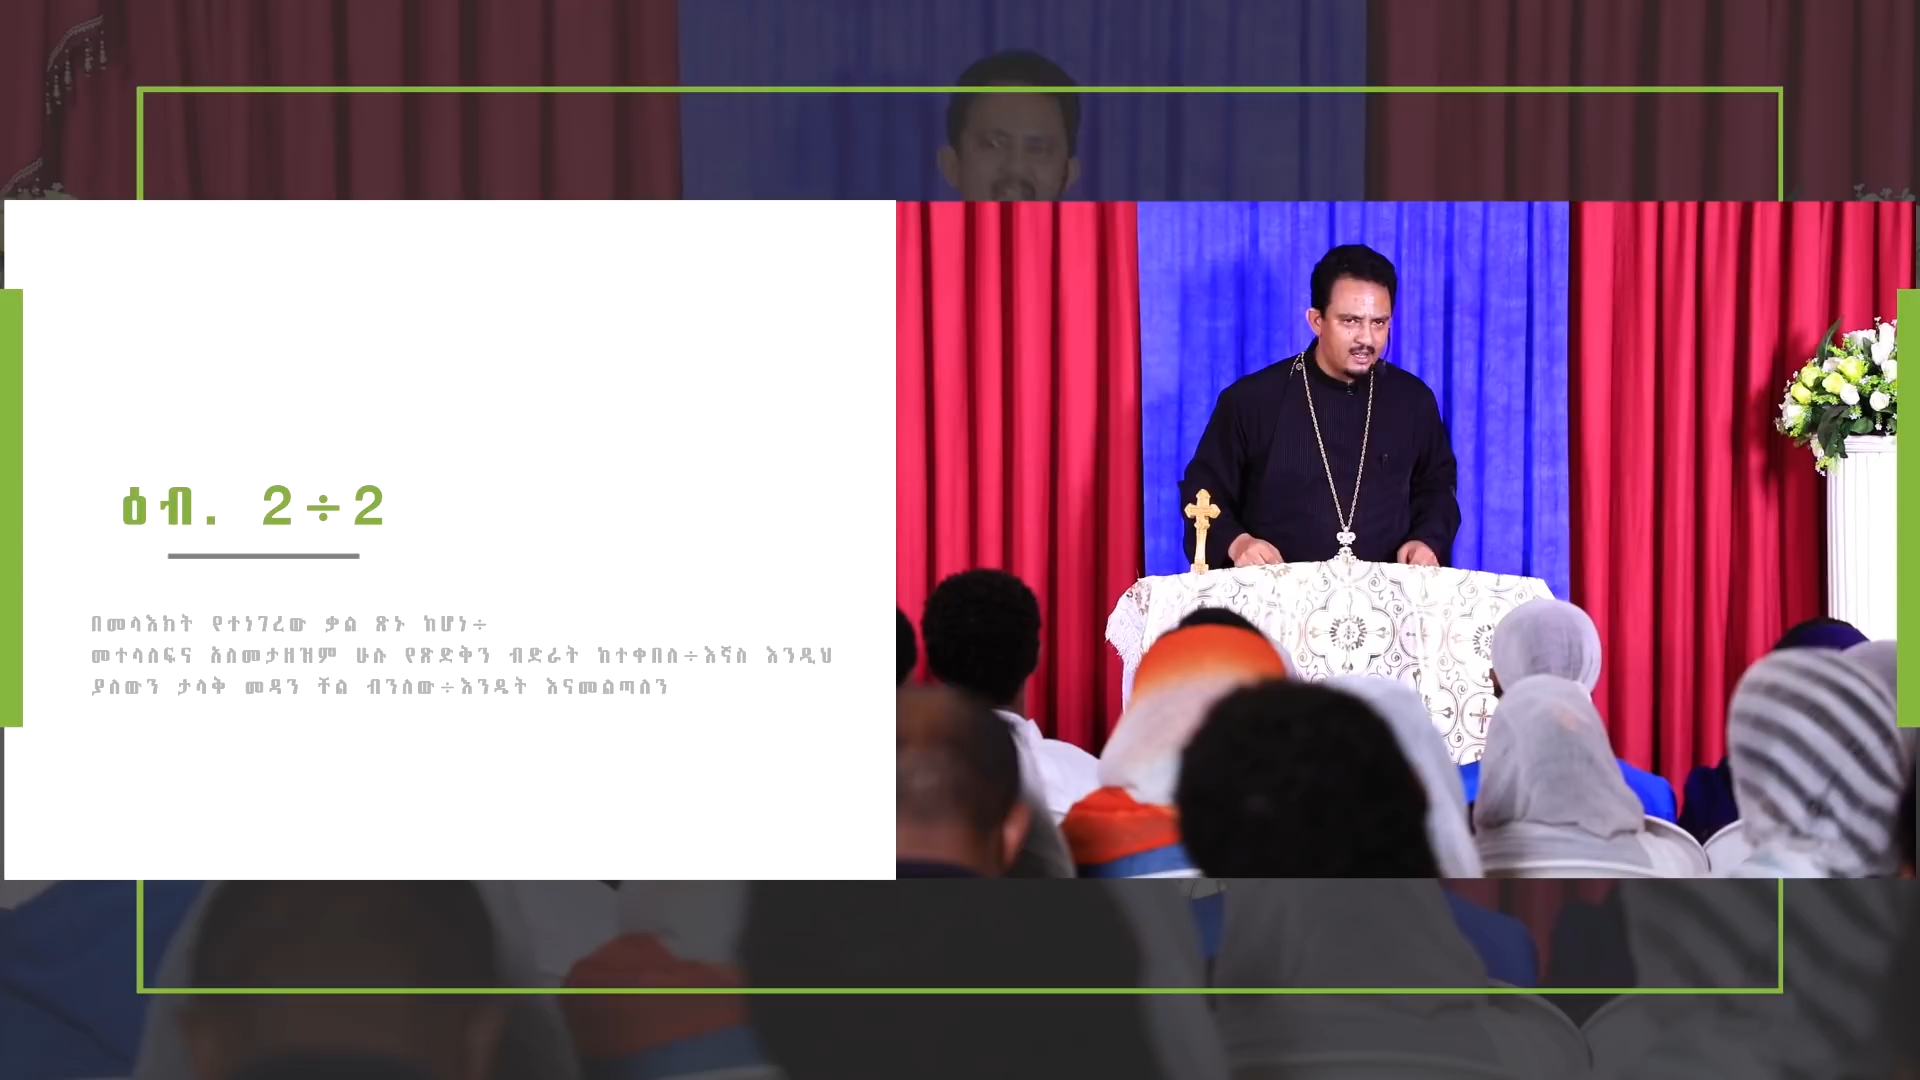 ዕብ. 2÷2
በመላእክት የተነገረው ቃል ጽኑ ከሆነ÷
መተላለፍና አለመታዘዝም ሁሉ የጽድቅን ብድራት ከተቀበለ÷እኛስ እንዲህ
ያለውን ታላቅ መዳን ቸል ብንለው÷እንዴት እናመልጣለን